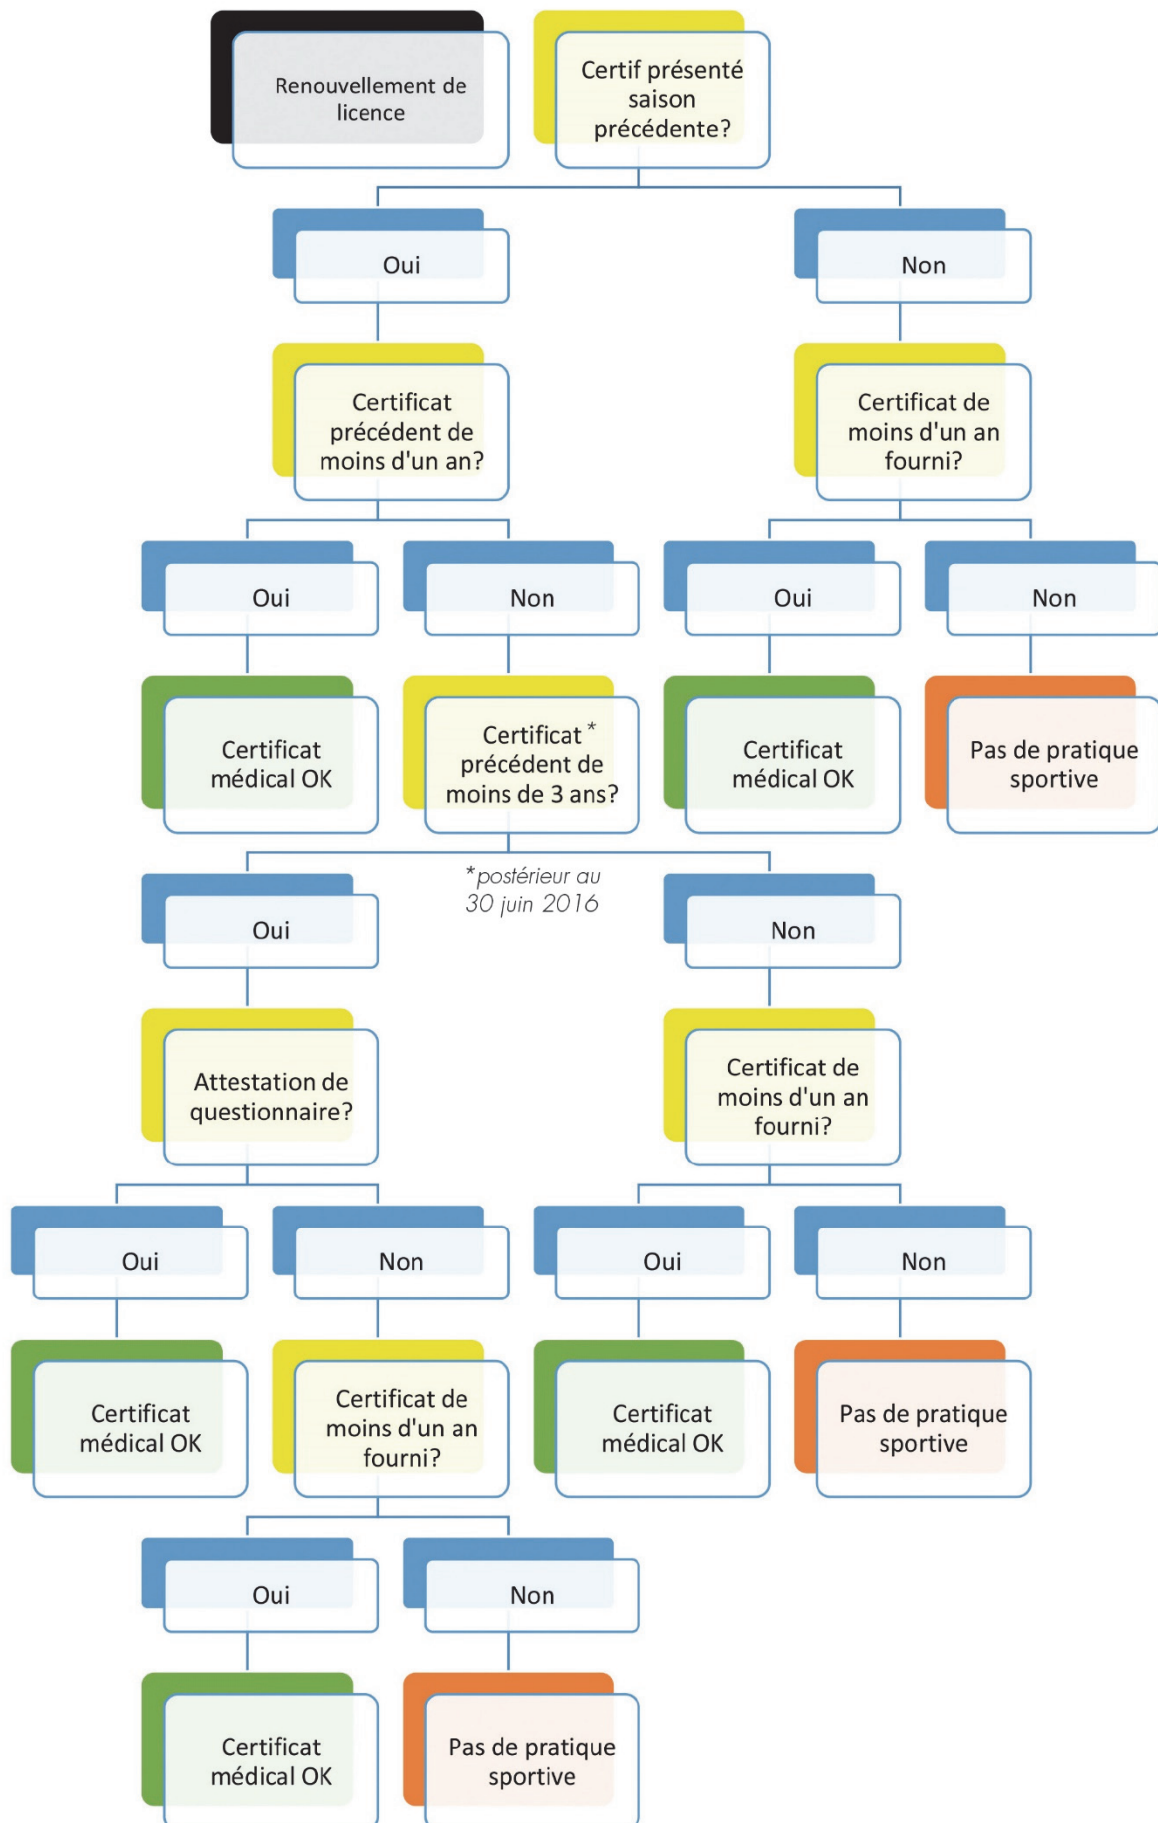 Renouvellement de
licence
Certif présenté
saison
précédente?
Oui
Non
Certificat
précédent de
moins d'un an?
Certificat de
moins d'un an
fourni?
Oui
Non
Oui
Non
Certificat
médical OK
Certificat *
précédent de
moins de 3 ans?
Certificat
médical OK
Pas de pratique
sportive
*postérieur au
30 juin 2016
Oui
Non
Attestation de
questionnaire?
Certificat de
moins d'un an
fourni?
Oui
Non
Oui
Non
Certificat
médical OK
Certificat de
moins d'un an
fourni?
Certificat
médical OK
Pas de pratique
sportive
Oui
Non
Certificat
médical OK
Pas de pratique
sportive